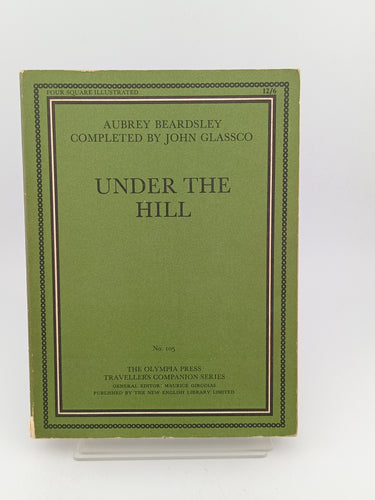 FOUR SQUARE ILLUSTRATED 12/6
AUBREY BEARDSLEY
COMPLETED BY JOHN GLASSCO
UNDER THE
HILL
No. 105
THE OLYMPIA PRESS
TRAVELLER'S COMPANION SERIES
GENERAL EDITOR: MAURICE GIRODIAS
PUBLISHED BY THE NEW ENGLISH LIBRARY LIMITED